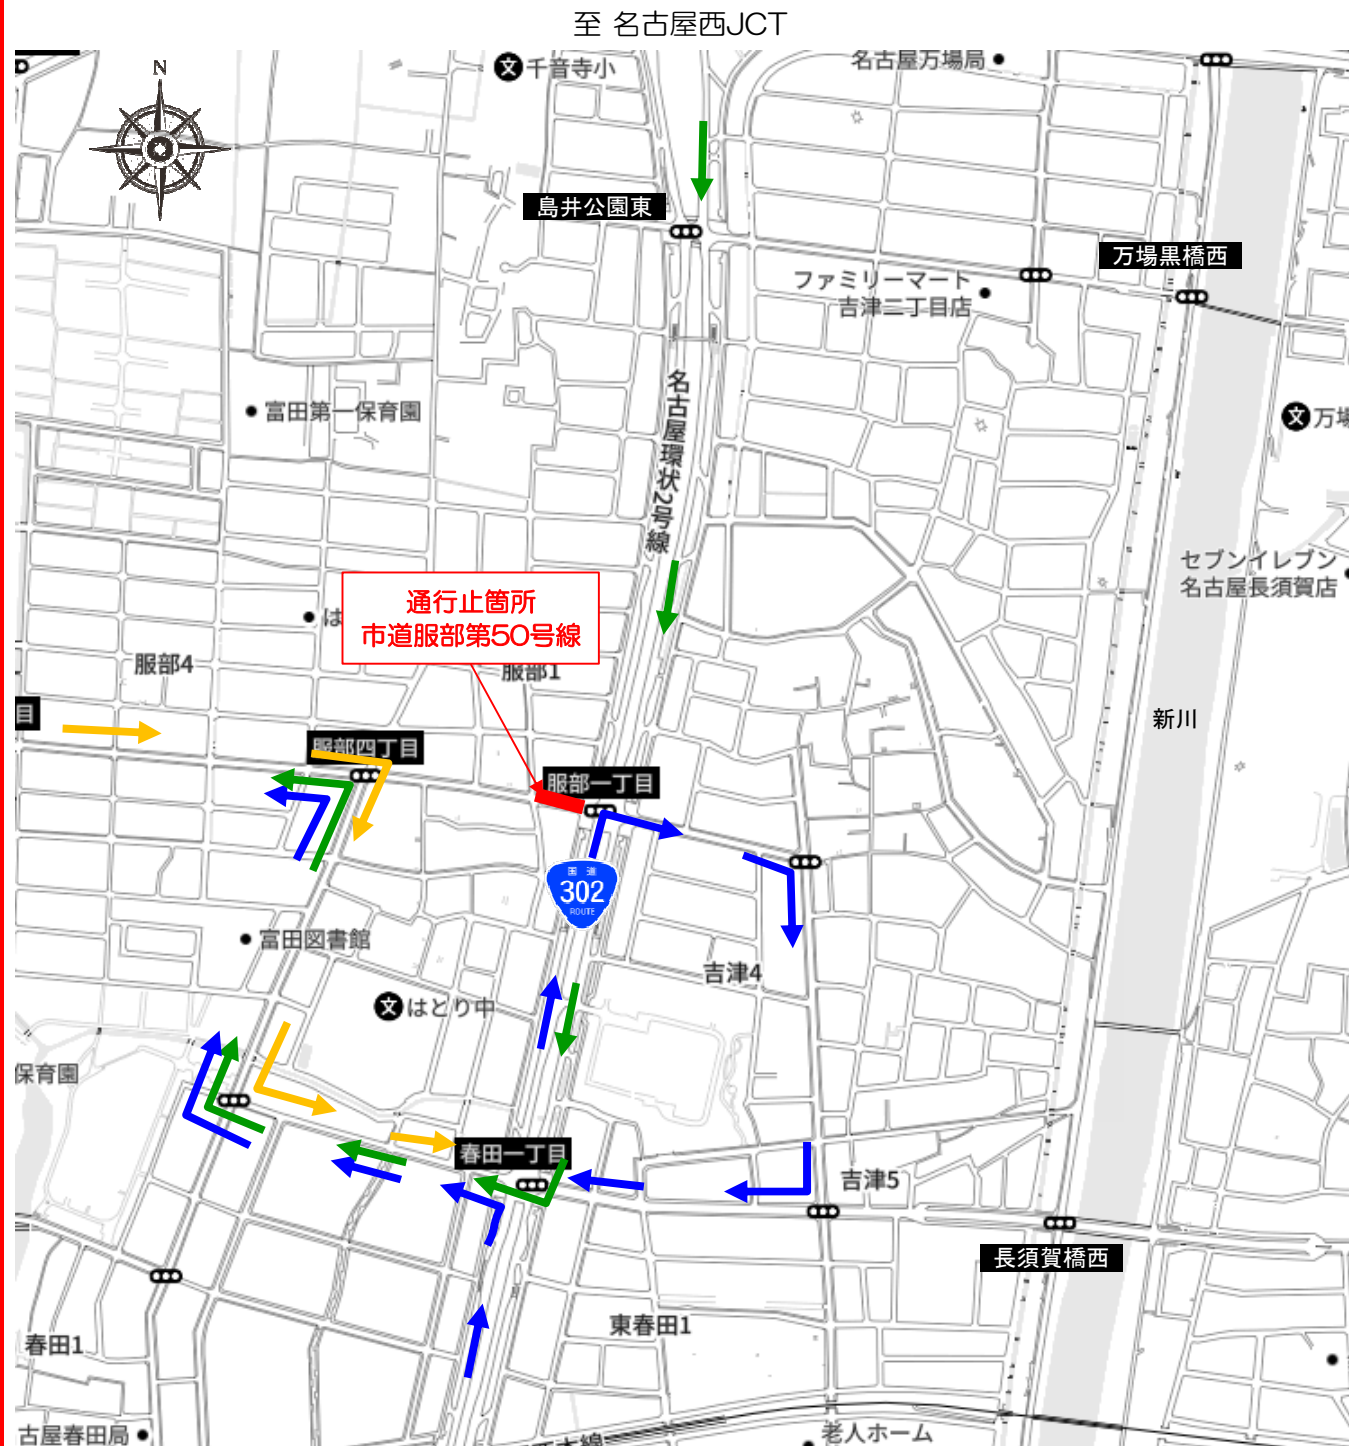 至 名古屋西JCT
N
文 千音寺小
名古屋万場局
島井公園東
万場黒橋西
ファミリーマート
吉津二丁目店
名古屋環状2号線
富田第一保育園
文 万場
セブンイレブン
名古屋長須賀店
通行止箇所
市道服部第50号線
は
服部4
服部1
目
新川
服部四丁目
服部一丁目
国道
302
ROUTE
富田図書館
吉津4
文 はとり中
保育園
春田一丁目
吉津5
長須賀橋西
東春田1
春田1
古屋春田局
老人ホーム